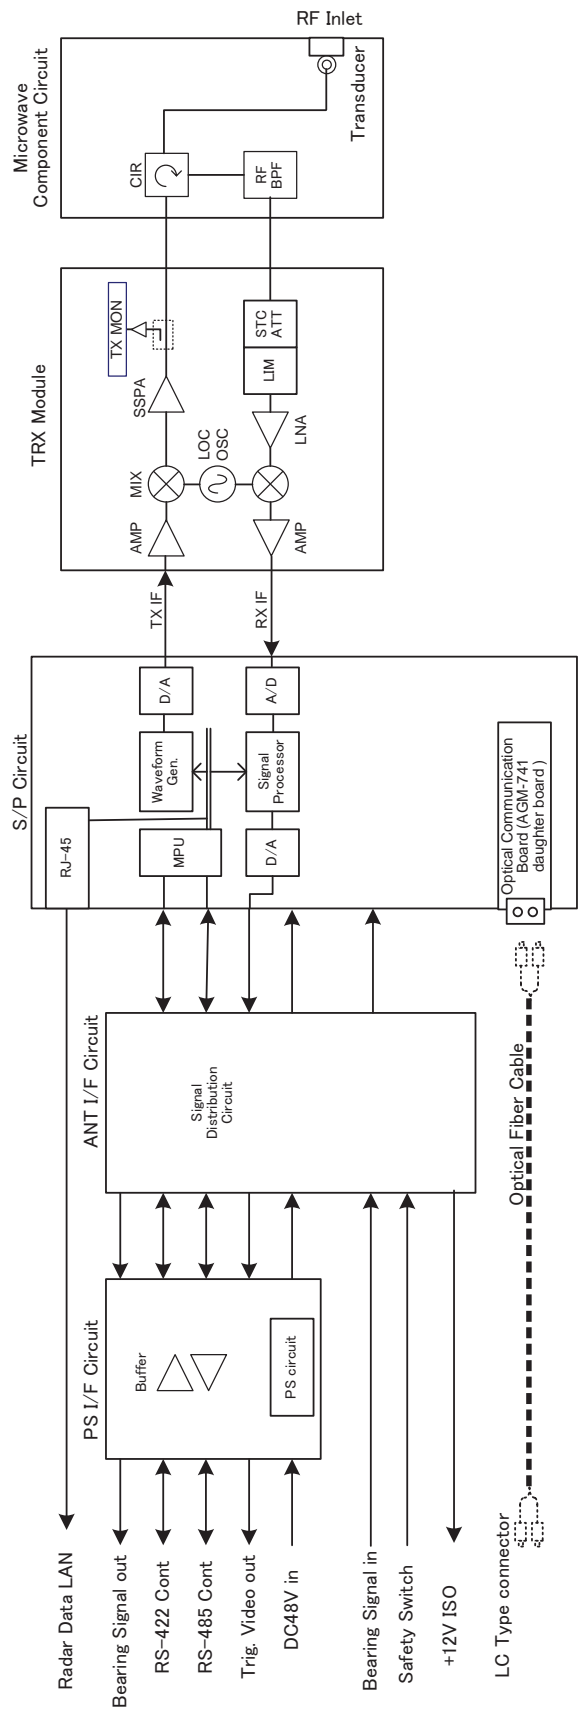 RF Inlet
Microwave
Component Circuit
Transducer
CIR
RF
BPF
TRX Module
TX MON
SSPA
STC
ATT
LIM
LNA
MIX
LOC
OSC
AMP
AMP
TX IF
RX IF
S/P Circuit
RJ-45
D/A
Waveform
Gen.
MPU
A/D
Signal
Processor
D/A
Optical Communication
Board (AGM-741
daughter board )
ANT I/F Circuit
Signal
Distribution
Circuit
Optical Fiber Cable
PS I/F Circuit
Buffer
PS circuit
Radar Data LAN
Bearing Signal out
RS-422 Cont
RS-485 Cont
Trig. Video out
DC48V in
Bearing Signal in
Safety Switch
+12V ISO
LC Type connector